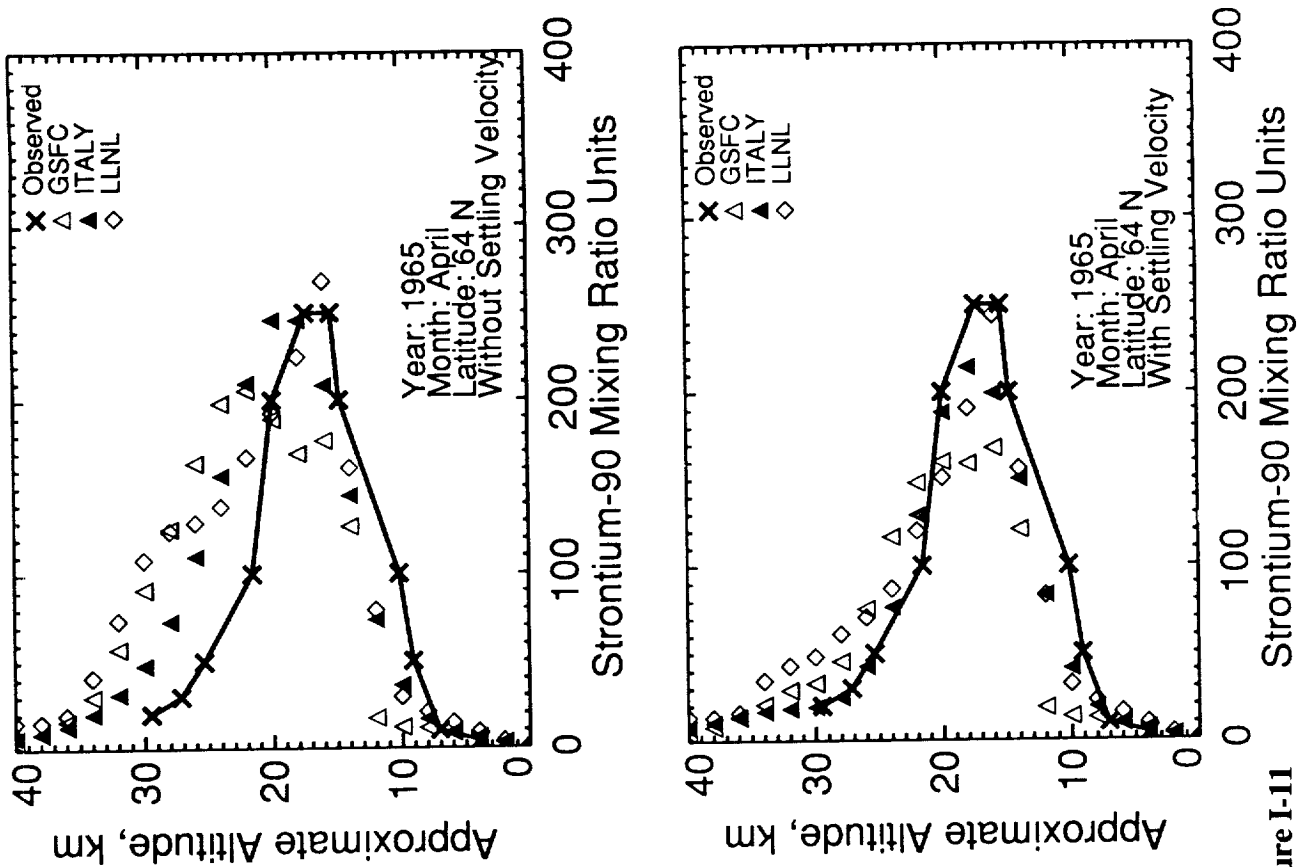 40
30
20
10
0
Approximate Altitude, km
0
100
200
300
400
Strontium-90 Mixing Ratio Units
Observed
GSFC
ITALY
LLNL
Year: 1965
Month: April
Latitude: 64 N
Without Settling Velocity
40
30
20
10
0
Approximate Altitude, km
0
100
200
300
400
Strontium-90 Mixing Ratio Units
Observed
GSFC
ITALY
LLNL
Year: 1965
Month: April
Latitude: 64 N
With Settling Velocity
ure I-11